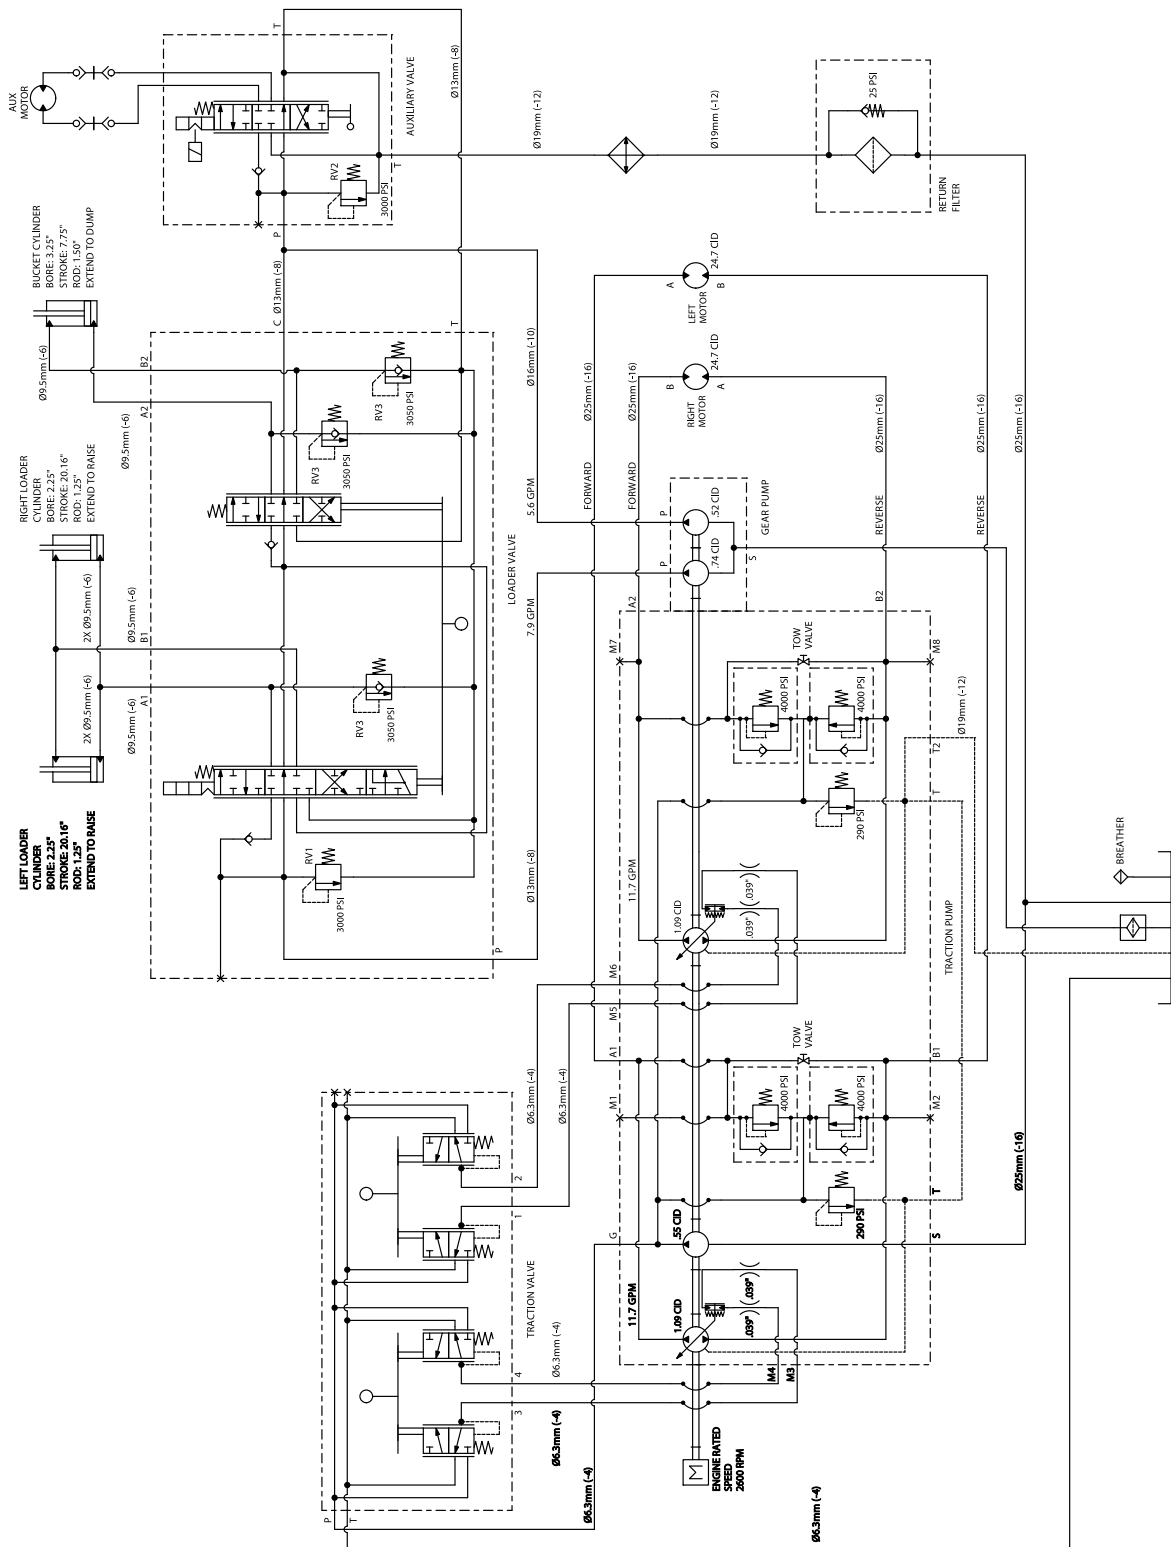 AUX
MOTOR
T
AUXILIARY VALVE
Ø13mm (-8)
RV2
3000 PSI
T
P
Ø19mm (-12)
Ø19mm (-12)
25 PSI
RETURN
FILTER
BUCKET CYLINDER
BORE: 3.25"
STROKE: 7.75"
ROD: 1.50"
EXTEND TO DUMP
Ø9.5mm (-6)
B2
A2
Ø9.5mm (-6)
C
Ø13mm (-8)
T
RV3
3050 PSI
RV3
3050 PSI
Ø16mm (-10)
5.6 GPM
RIGHT LOADER
CYLINDER
BORE: 2.25"
STROKE: 20.16"
ROD: 1.25"
EXTEND TO RAISE
2X Ø9.5mm (-6)
2X Ø9.5mm (-6)
Ø9.5mm (-6)
B1
A1
Ø9.5mm (-6)
LEFT LOADER
CYLINDER
BORE: 2.25"
STROKE: 20.16"
ROD: 1.25"
EXTEND TO RAISE
LOADER VALVE
RV3
3050 PSI
RV1
3000 PSI
P
7.9 GPM
Ø13mm (-8)
A
24.7 CID
LEFT
MOTOR
B
B
24.7 CID
RIGHT
MOTOR
A
Ø25mm (-16)
Ø25mm (-16)
Ø25mm (-16)
Ø25mm (-16)
Ø25mm (-16)
FORWARD
FORWARD
REVERSE
REVERSE
P
.52 CID
P
.74 CID
GEAR PUMP
S
A2
B2
M7
TOW
VALVE
M8
4000 PSI
4000 PSI
Ø19mm (-12)
T2
T
290 PSI
11.7 GPM
1.09 CID
.039"
.039"
TRACTION PUMP
M6
M5
A1
TOW
VALVE
B1
M1
4000 PSI
4000 PSI
M2
290 PSI
T
G
.55 CID
S
Ø25mm (-16)
11.7 GPM
1.09 CID
.039"
.039"
M4
M3
BREATHER
Ø6.3mm (-4)
Ø6.3mm (-4)
2
1
TRACTION VALVE
4
3
Ø6.3mm (-4)
Ø6.3mm (-4)
P
T
Ø6.3mm (-4)
M
ENGINE RATED
SPEED
2600 RPM
Ø6.3mm (-4)